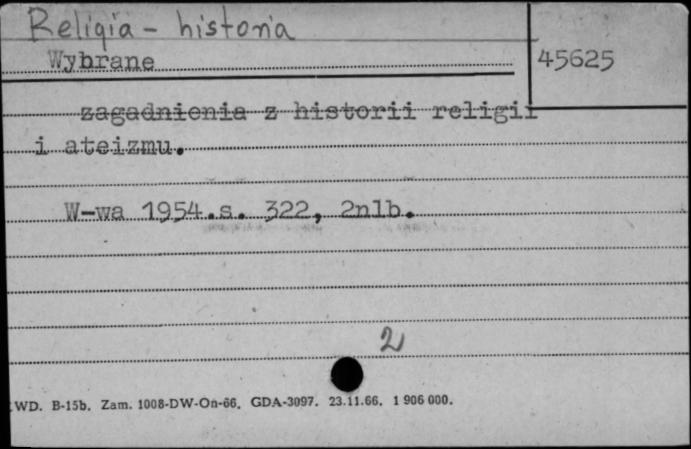 Religia - historia
Wybrane
45625
zagadnienia z historii religii
i ateizmu.
W-wa 1954.s. 322, 2nlb.
2
WD. B-15b. Zam. 1008-DW-On-66. GDA-3097. 23.11.66. 1 906 000.